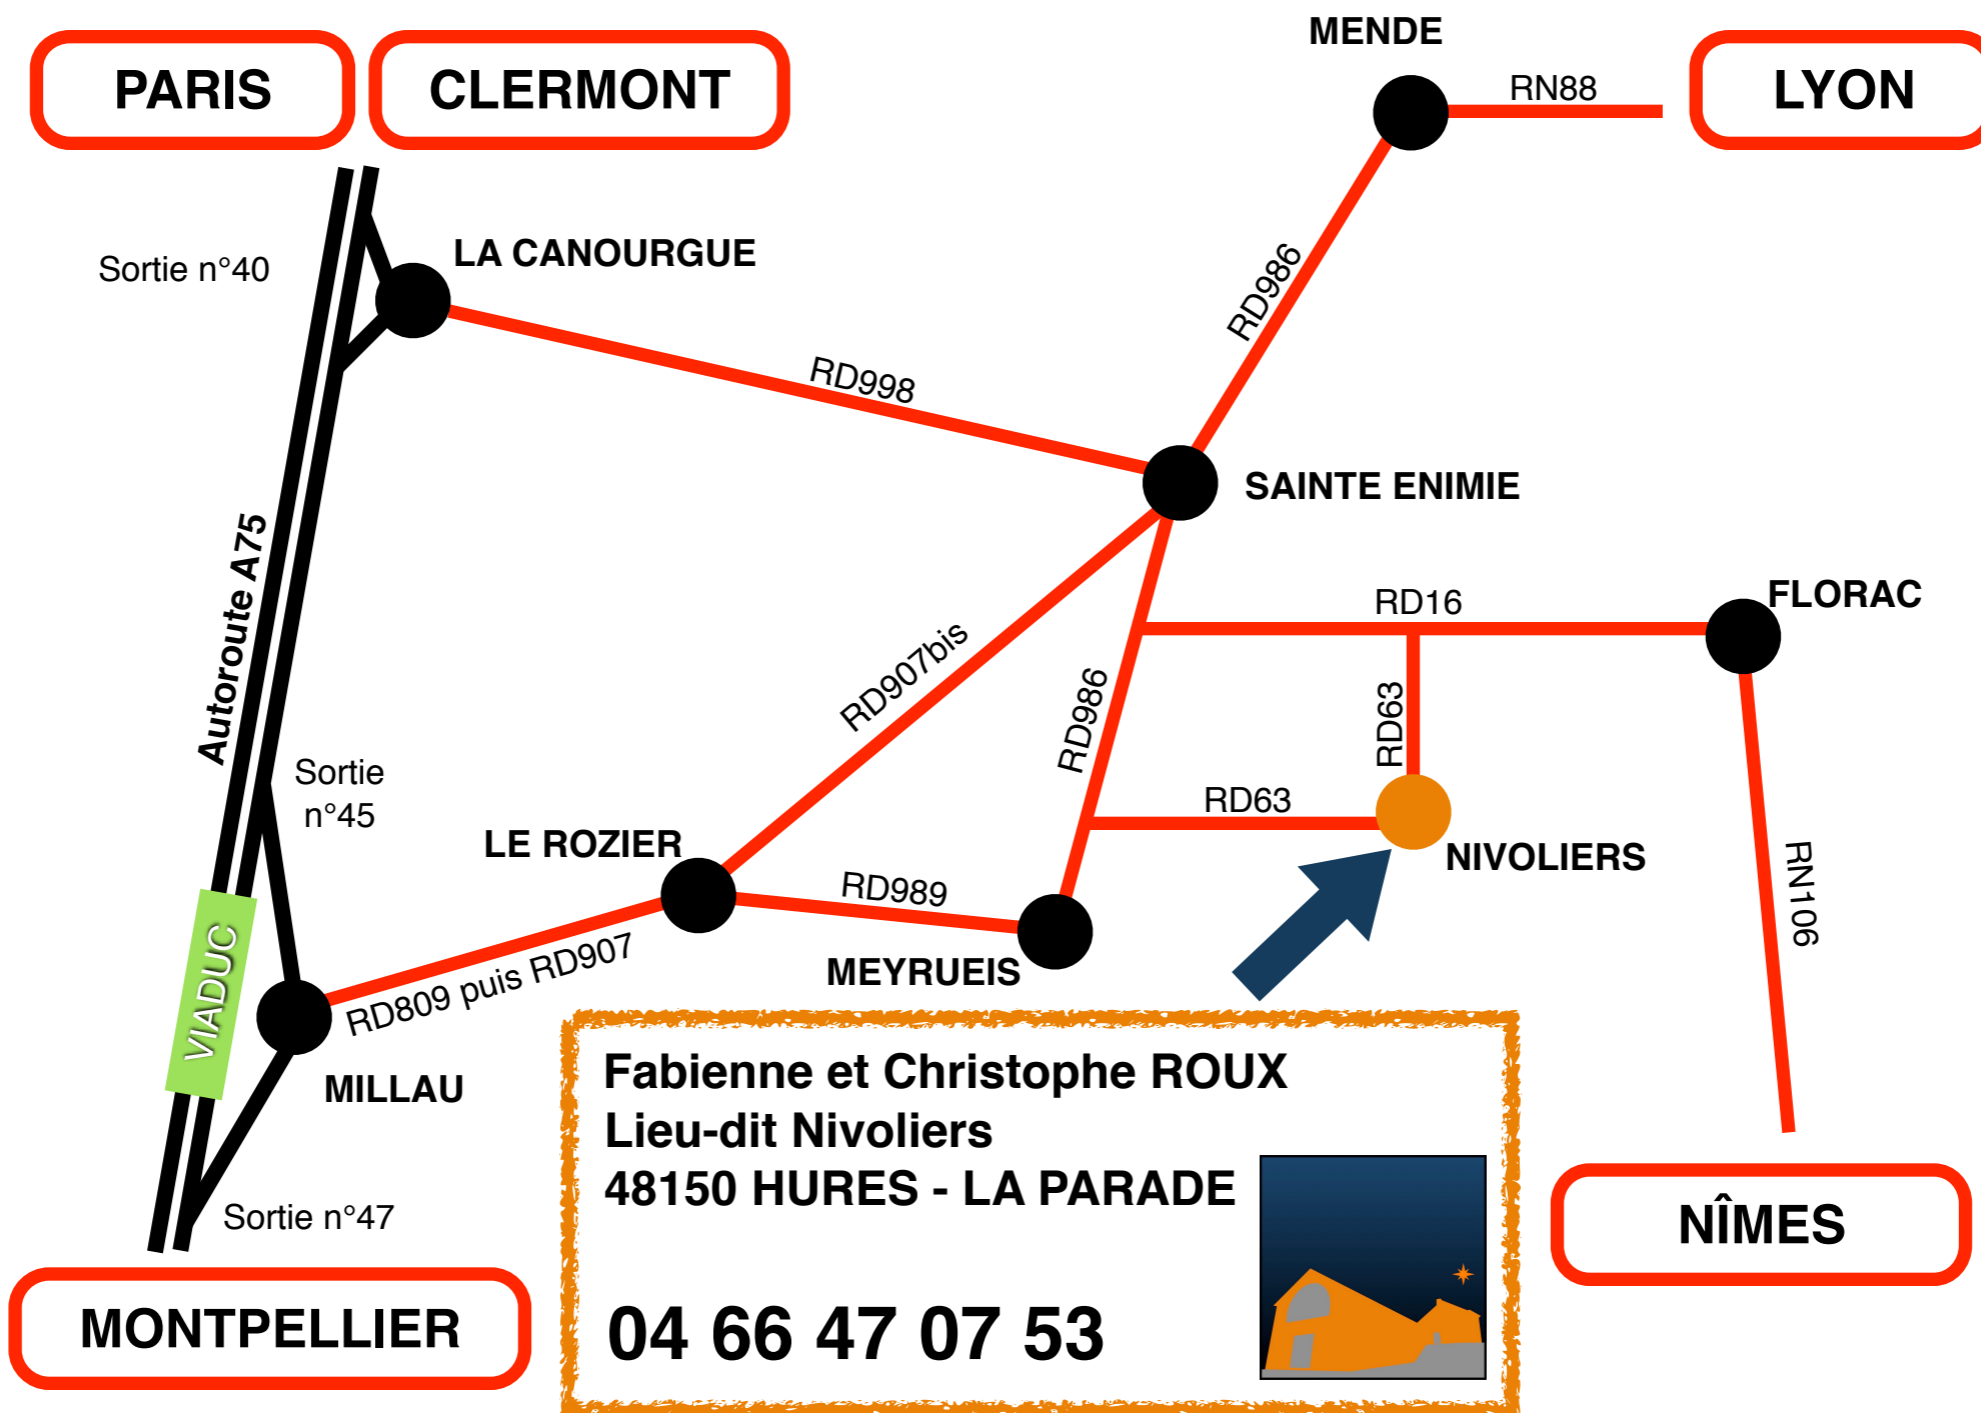 MENDE
PARIS
CLERMONT
RN88
LYON
LA CANOURGUE
Sortie n°40
RD986
RD998
SAINTE ENIMIE
Autoroute A75
FLORAC
RD16
RD907bis
RD986
RD63
Sortie
n°45
RD63
LE ROZIER
NIVOLIERS
RD989
RN106
VIADUC
RD809 puis RD907
MEYRUEIS
MILLAU
Fabienne et Christophe ROUX
Lieu-dit Nivoliers
48150 HURES - LA PARADE
Sortie n°47
NÎMES
MONTPELLIER
04 66 47 07 53